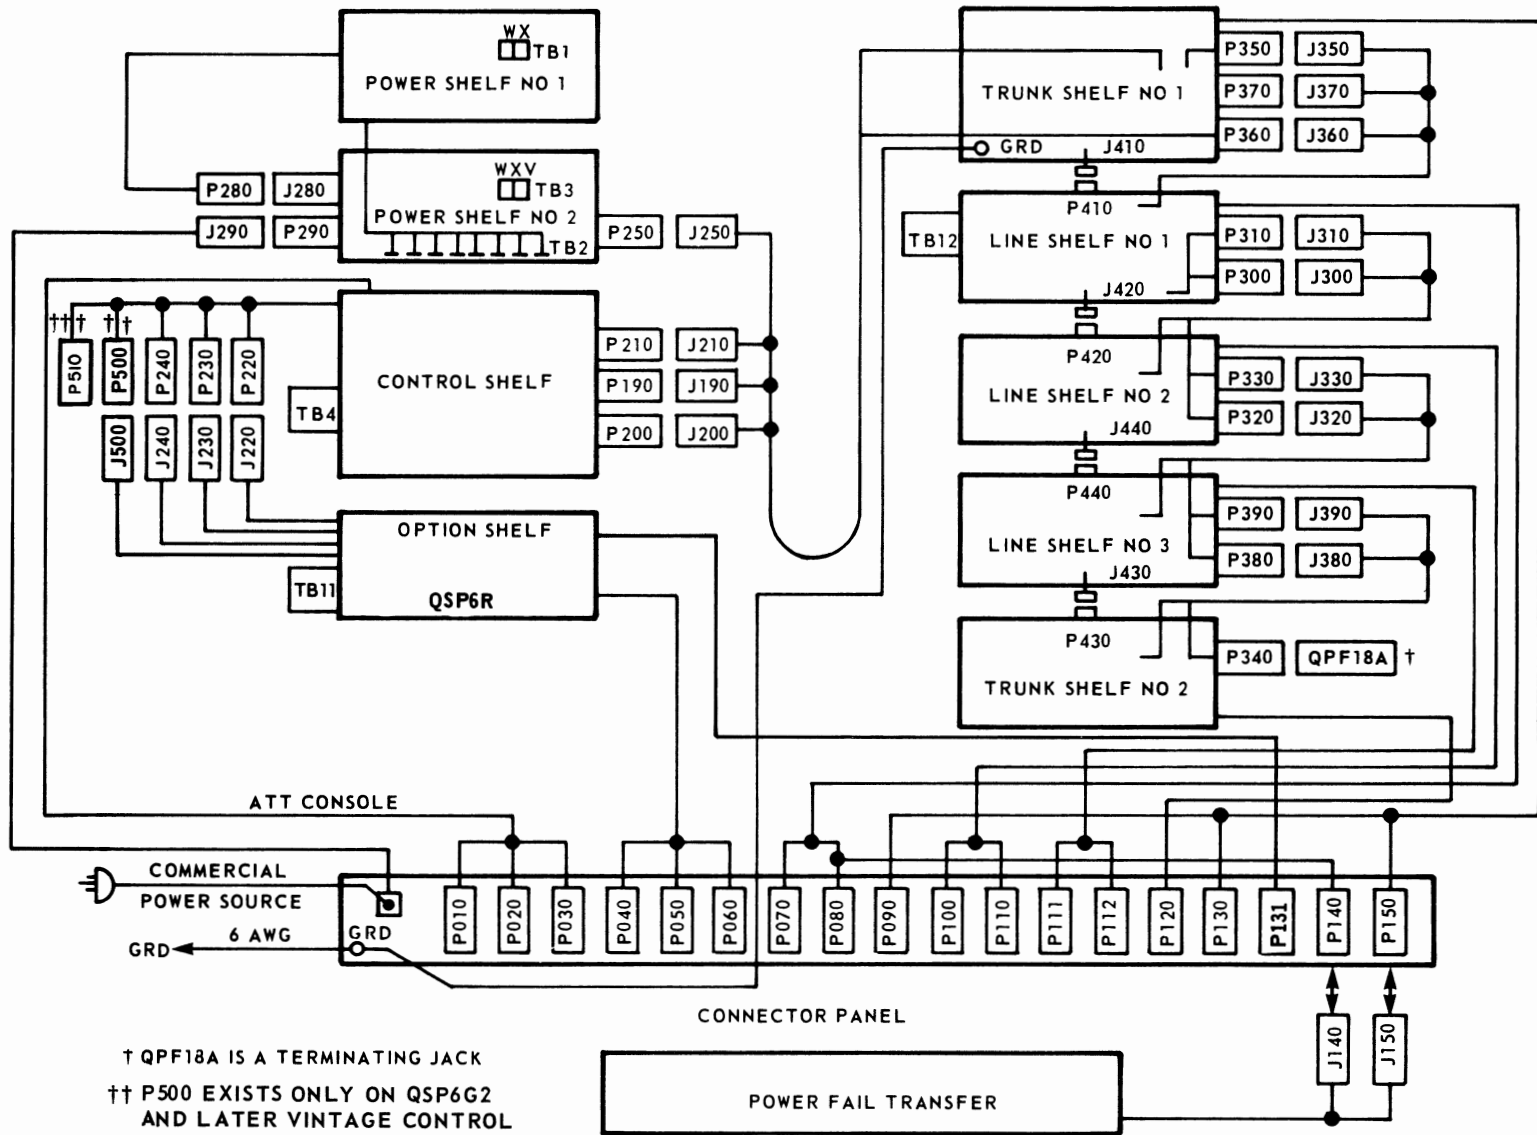 WX
TB1
POWER SHELF NO 1
WXV
TB3
POWER SHELF NO 2
TB2
P280
J280
J290
P290
P250
J250
†††
††
P510
P500
P240
P230
P220
J500
J240
J230
J220
TB4
CONTROL SHELF
P210
J210
P190
J190
P200
J200
OPTION SHELF
TB11
QSP6R
TRUNK SHELF NO 1
GRD
J410
P350
J350
P370
J370
P360
J360
P410
TB12
LINE SHELF NO 1
J420
P310
J310
P300
J300
P420
LINE SHELF NO 2
J440
P330
J330
P320
J320
P440
LINE SHELF NO 3
J430
P390
J390
P380
J380
P430
TRUNK SHELF NO 2
P340
QPF18A
†
ATT CONSOLE
COMMERCIAL
POWER SOURCE
GRD
6 AWG
GRD
P010
P020
P030
P040
P050
P060
P070
P080
P090
P100
P110
P111
P112
P120
P130
P131
P140
P150
CONNECTOR PANEL
J140
J150
† QPF18A IS A TERMINATING JACK
†† P500 EXISTS ONLY ON QSP6G2
AND LATER VINTAGE CONTROL
POWER FAIL TRANSFER